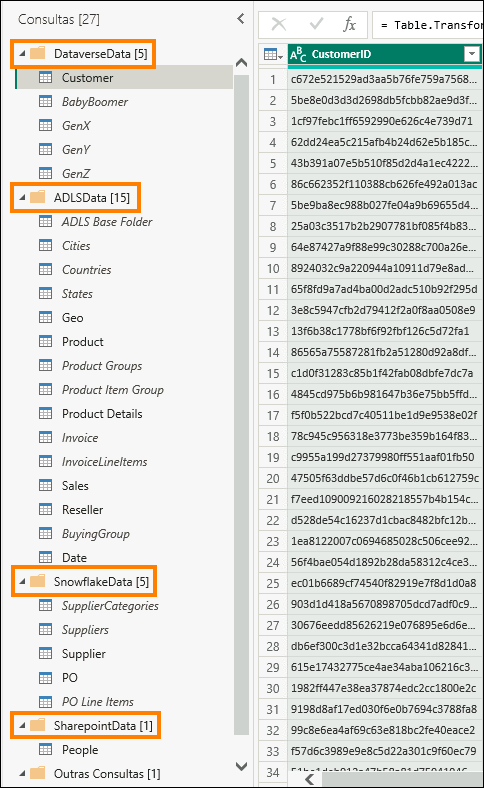 Consultas [27]
DataverseData [5]
Customer
BabyBoomer
GenX
GenY
GenZ
ADLSData [15]
ADLS Base Folder
Cities
Countries
States
Geo
Product
Product Groups
Product Item Group
Product Details
Invoice
InvoiceLineItems
Sales
Reseller
BuyingGroup
Date
SnowflakeData [5]
SupplierCategories
Suppliers
Supplier
PO
PO Line Items
SharepointData [1]
People
Outras Consultas [1]
= Table.Transfor
ABC CustomerID
1 c672e521529ad3aa5b76fe759a7568...
2 5be8e0d3d3d2698db5fcbb82ae9d3f...
3 1cf97febc1ff6592990e626c4e739d71
4 62dd24ea5c215afb4b24d62e5b185c...
5 43b391a07e5b510f85d2d4a1ec4222...
6 86c662352f110388cb626fe492a013ac
7 5be9ba8ec988b027fe04a9b69655d4...
8 25a03c3517b2b2907781bf085f4b83...
9 64e87427a9f88e99c30288c700a26e...
10 8924032c9a220944a10911d79e8ad...
11 65f8fd9a7ad4ba00d2adc510b92f295d
12 3e8c5947cfb2d79412f2a0f8aa0508e9
13 13f6b38c1778bf6f92fbf126c5d72fa1
14 86565a75587281fb2a51280d92a8df...
15 c1d0f31283c85b1f42fab08dbfe7dc7a
16 4845cd975b6b981647b36e75bb5ffd...
17 f5f0b522bcd7c40511be1d9e9538e02f
18 78c945c956318e3773be359b164f83...
19 c9955a199d27379980ff551aaf01fb50
20 47505f63ddbe57d6c0f46b1cb612759c
21 f7eed109009216028218557b4b154c...
22 d528de54c16237d1cbac8482bfc12b...
23 1ea8122007c0694685028c506cee92...
24 56f4bae054d1892b28da58312c4ce3...
25 ec01b6689cf74540f82919e7f8d1d0a8
26 903d1d418a5670898705dcd7adf0c9...
27 30676eedd85626219e076895e6d6e...
28 db6ef300c3d1e32bcca64341d82841...
29 615e17432775ce4ae34aba106216c3...
30 1982ff447e38ea37874edc2cc1800e2c
31 9198d8af17ed030f6e0b7694c3788fa8
32 99c8e6ea4af69c63e818bc2fe40eace2
33 f57d6c3989e9e8c5d22a301c9f60ec79
34